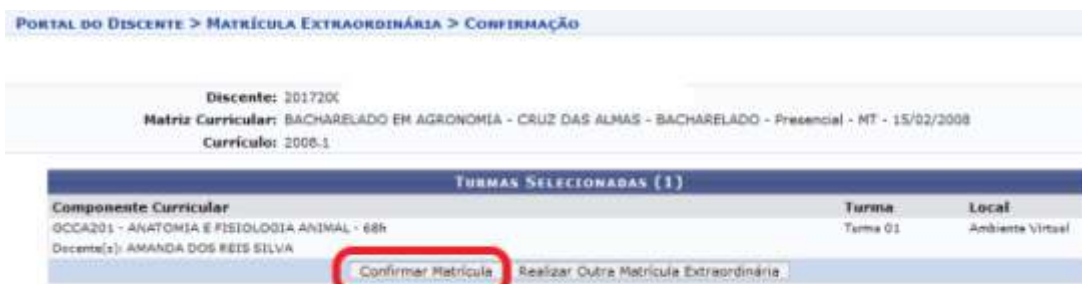 PORTAL DO DISCENTE > MATRÍCULA EXTRAORDINÁRIA > CONFIRMAÇÃO
Discente: 201720
Matriz Curricular: BACHARELADO EM AGRONOMIA - CRUZ DAS ALMAS - BACHARELADO - Presencial - MT - 15/02/2008
Currículo: 2008.1
TURMAS SELECIONADAS (1)
Componente Curricular Turma Local
GCCA201 - ANATOMIA E FISIOLOGIA ANIMAL - 68h Turma 01 Ambiente Virtual
Docente(s): AMANDA DOS REIS SILVA
Confirmar Matrícula Realizar Outra Matrícula Extraordinária